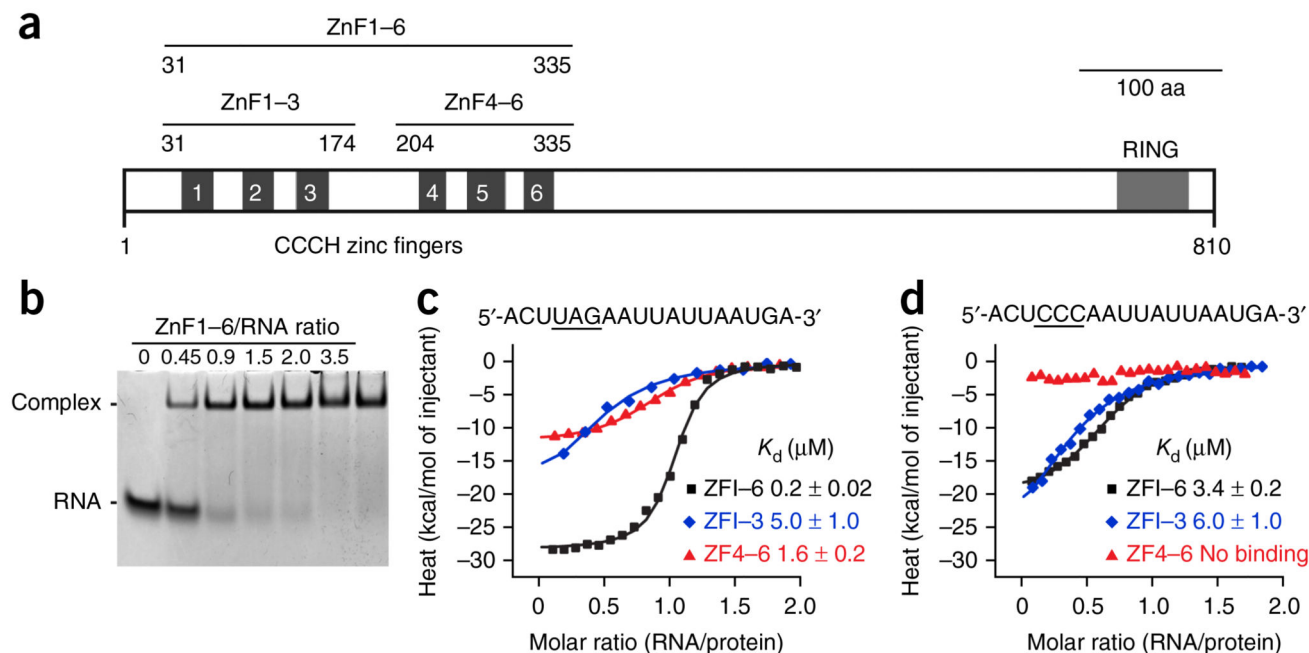 a
ZnF1–6
31 335
100 aa
ZnF1–3 ZnF4–6
31 174 204 335
RING
1 2 3 4 5 6
1 CCCH zinc fingers 810
b
ZnF1–6/RNA ratio
0 0.45 0.9 1.5 2.0 3.5
Complex
RNA
c
5′-ACUUAGAAUUAUUAAUGA-3′
Heat (kcal/mol of injectant)
0
–5
–10
–15
–20
–25
–30
Kd (μM)
ZFI–6 0.2 ± 0.02
ZFI–3 5.0 ± 1.0
ZF4–6 1.6 ± 0.2
0 0.5 1.0 1.5 2.0
Molar ratio (RNA/protein)
d
5′-ACUCCCAAUUAUUAAUGA-3′
Heat (kcal/mol of injectant)
0
–5
–10
–15
–20
–25
–30
Kd (μM)
ZFI–6 3.4 ± 0.2
ZFI–3 6.0 ± 1.0
ZF4–6 No binding
0 0.5 1.0 1.5 2.0
Molar ratio (RNA/protein)